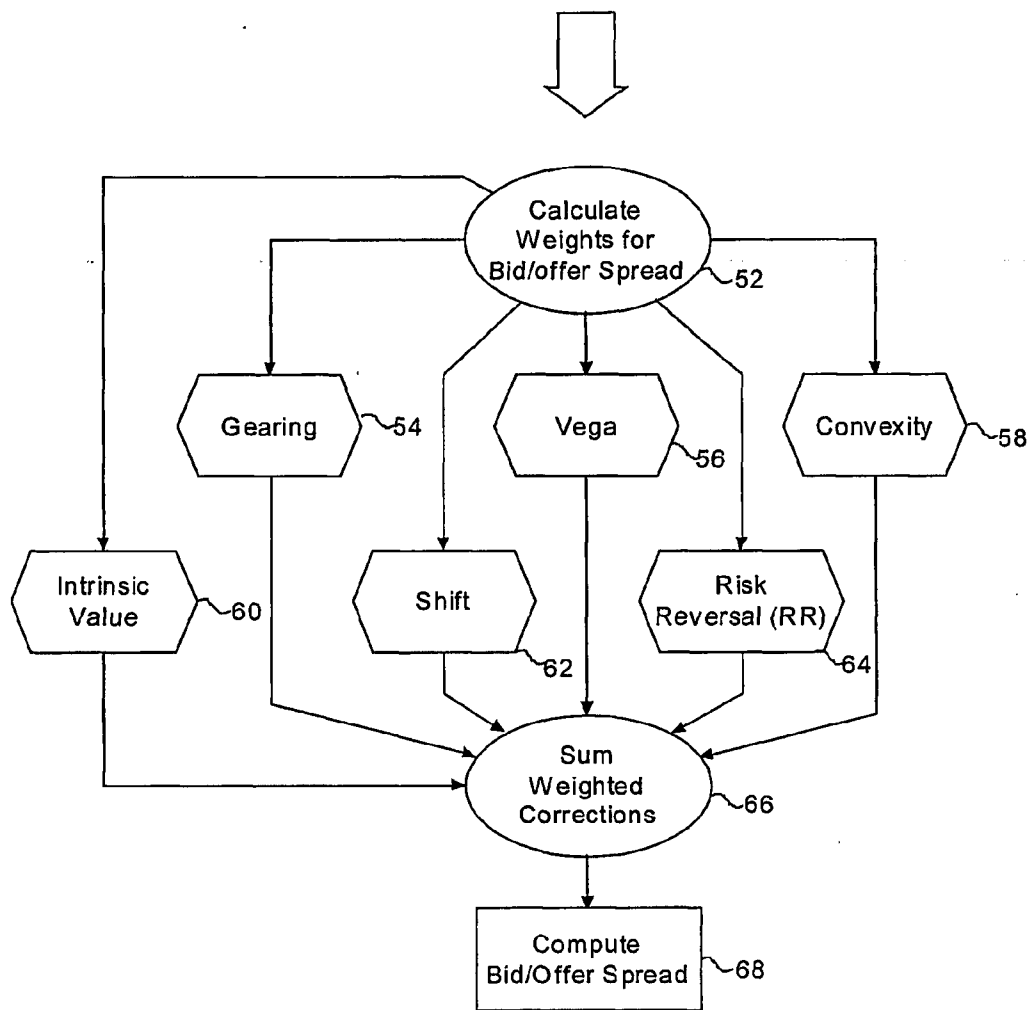 Calculate
Weights for
Bid/offer Spread
52
Gearing
54
Vega
56
Convexity
58
Intrinsic
Value
60
Shift
62
Risk
Reversal (RR)
64
Sum
Weighted
Corrections
66
Compute
Bid/Offer Spread
68